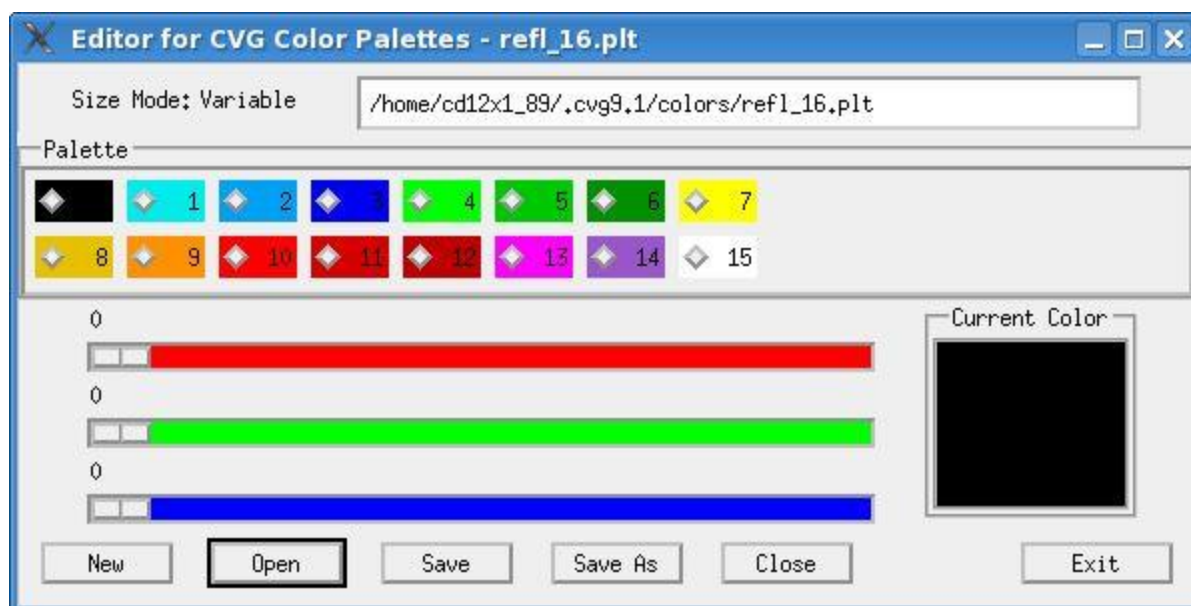 Editor for CVG Color Palettes - refl_16.plt
Size Mode: Variable
/home/cd12x1_89/.cvg9.1/colors/refl_16.plt
Palette
1 2 3 4 5 6 7
8 9 10 11 12 13 14 15
0
Current Color
0
0
New Open Save Save As Close Exit